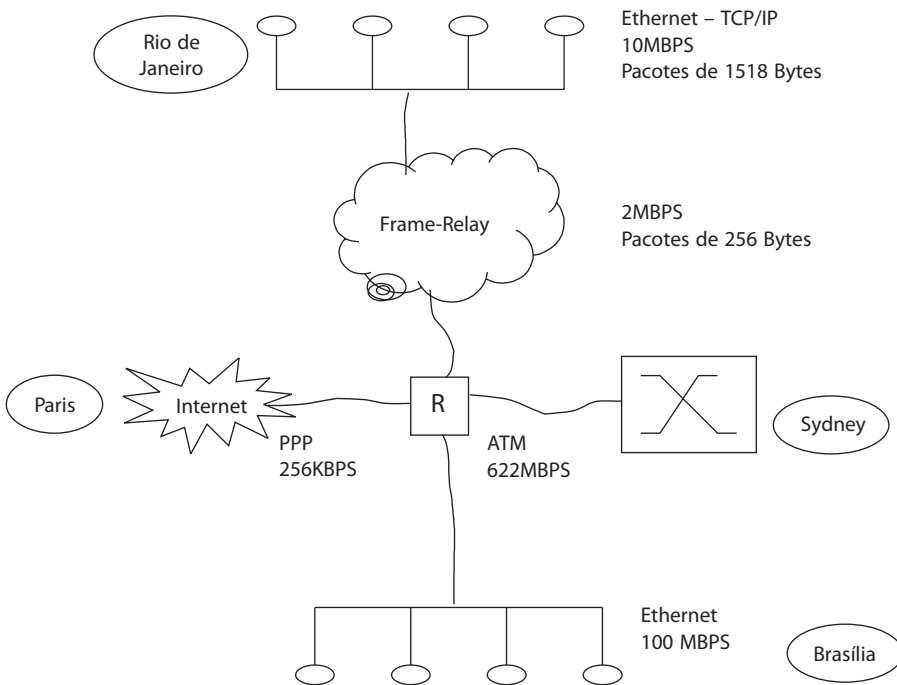 Rio de
Janeiro
Ethernet – TCP/IP
10MBPS
Pacotes de 1518 Bytes
Frame-Relay
2MBPS
Pacotes de 256 Bytes
Paris
Internet
PPP
256KBPS
R
ATM
622MBPS
Sydney
Ethernet
100 MBPS
Brasília